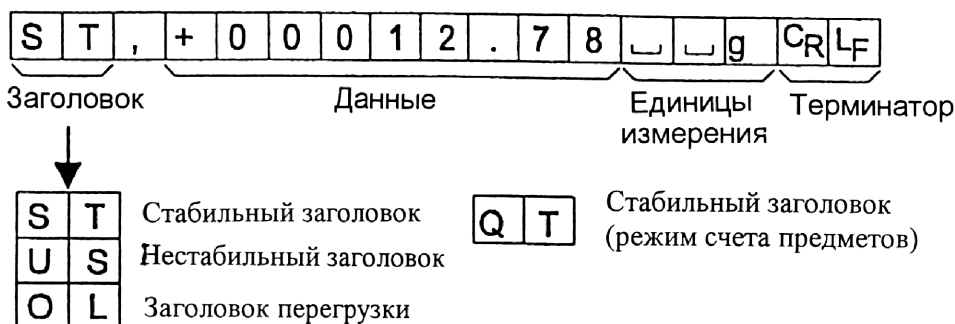 S T , + 0 0 0 1 2 . 7 8 ␣ ␣ g CR LF
Заголовок Данные Единицы измерения Терминатор
S T Стабильный заголовок
U S Нестабильный заголовок
O L Заголовок перегрузки
Q T Стабильный заголовок
(режим счета предметов)